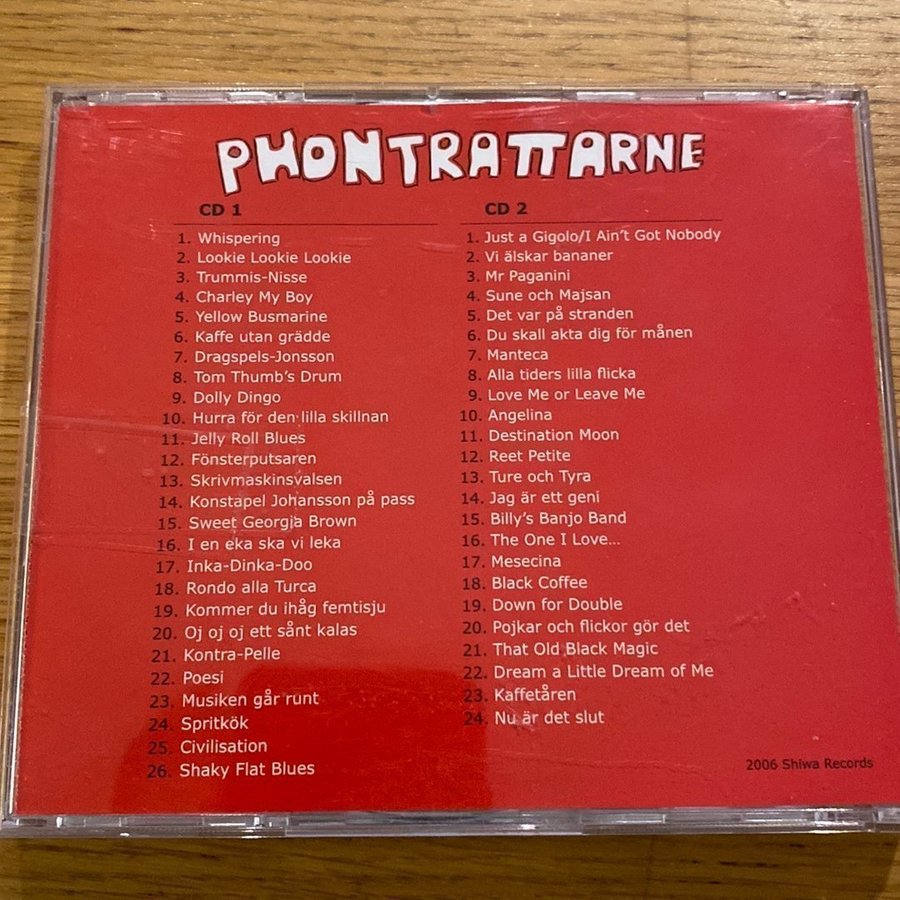 PHONTRATTARNE
CD 1
1. Whispering
2. Lookie Lookie Lookie
3. Trummis-Nisse
4. Charley My Boy
5. Yellow Busmarine
6. Kaffe utan grädde
7. Dragspels-Jonsson
8. Tom Thumb's Drum
9. Dolly Dingo
10. Hurra för den lilla skillnan
11. Jelly Roll Blues
12. Fönsterputsaren
13. Skrivmaskinsvalsen
14. Konstapel Johansson på pass
15. Sweet Georgia Brown
16. I en eka ska vi leka
17. Inka-Dinka-Doo
18. Rondo alla Turca
19. Kommer du ihåg femtisju
20. Oj oj oj ett sånt kalas
21. Kontra-Pelle
22. Poesi
23. Musiken går runt
24. Spritkök
25. Civilisation
26. Shaky Flat Blues
CD 2
1. Just a Gigolo/I Ain't Got Nobody
2. Vi älskar bananer
3. Mr Paganini
4. Sune och Majsan
5. Det var på stranden
6. Du skall akta dig för månen
7. Manteca
8. Alla tiders lilla flicka
9. Love Me or Leave Me
10. Angelina
11. Destination Moon
12. Reet Petite
13. Ture och Tyra
14. Jag är ett geni
15. Billy's Banjo Band
16. The One I Love...
17. Mesecina
18. Black Coffee
19. Down for Double
20. Pojkar och flickor gör det
21. That Old Black Magic
22. Dream a Little Dream of Me
23. Kaffetåren
24. Nu är det slut
2006 Shiwa Records